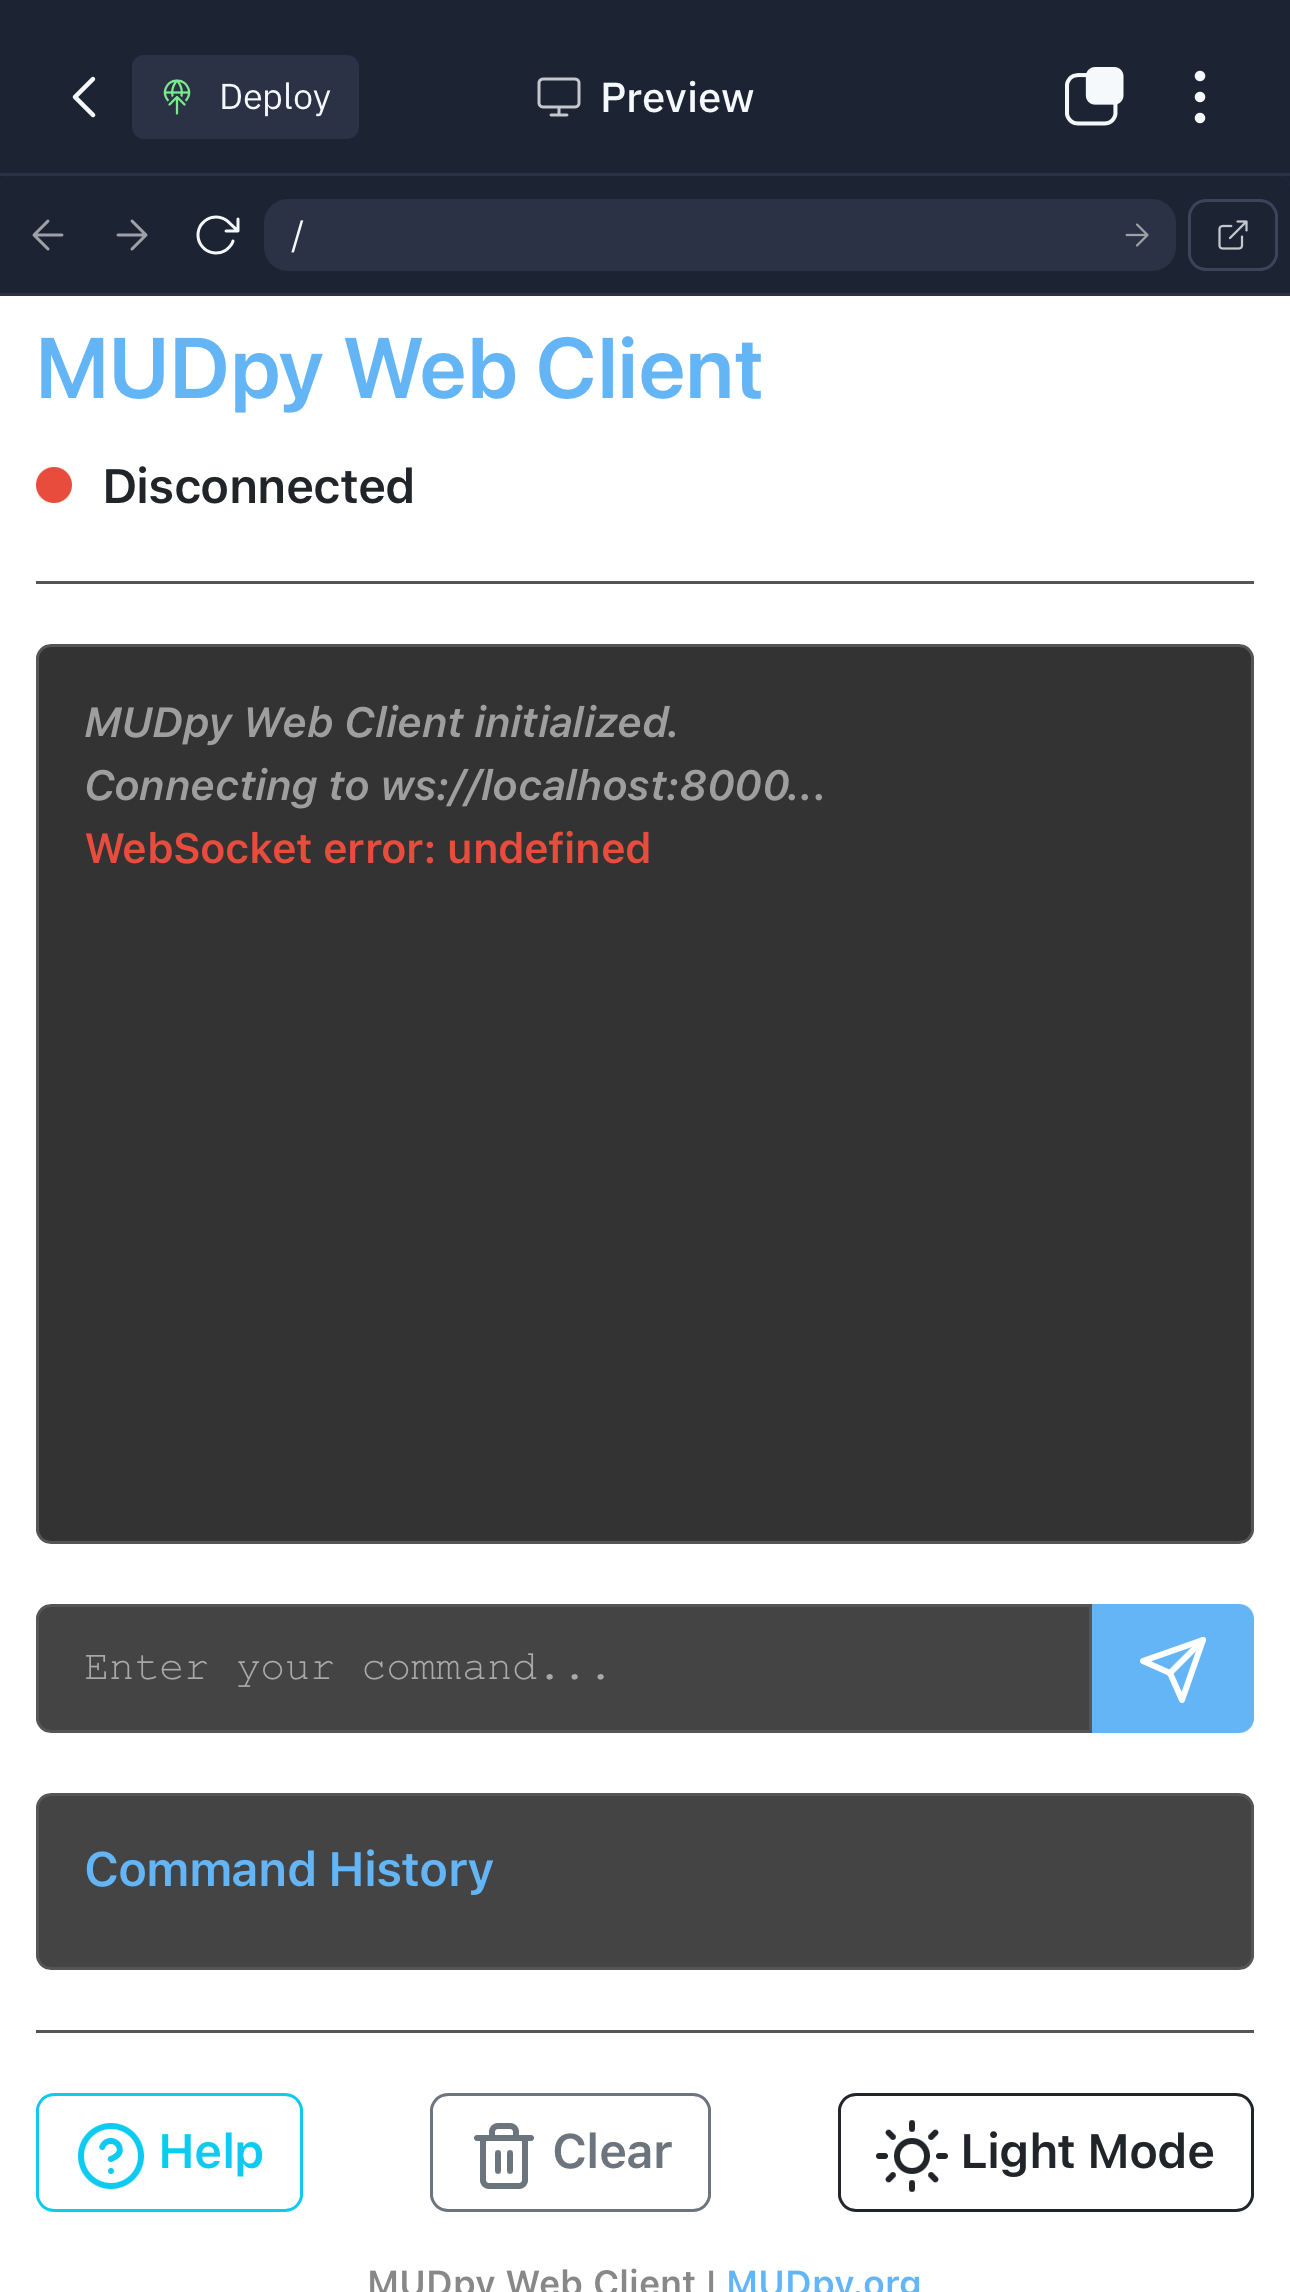 Deploy
Preview
/
MUDpy Web Client
Disconnected
MUDpy Web Client initialized.
Connecting to ws://localhost:8000...
WebSocket error: undefined
Enter your command...
Command History
Help
Clear
Light Mode
MUDpy Web Client | MUDpy.org